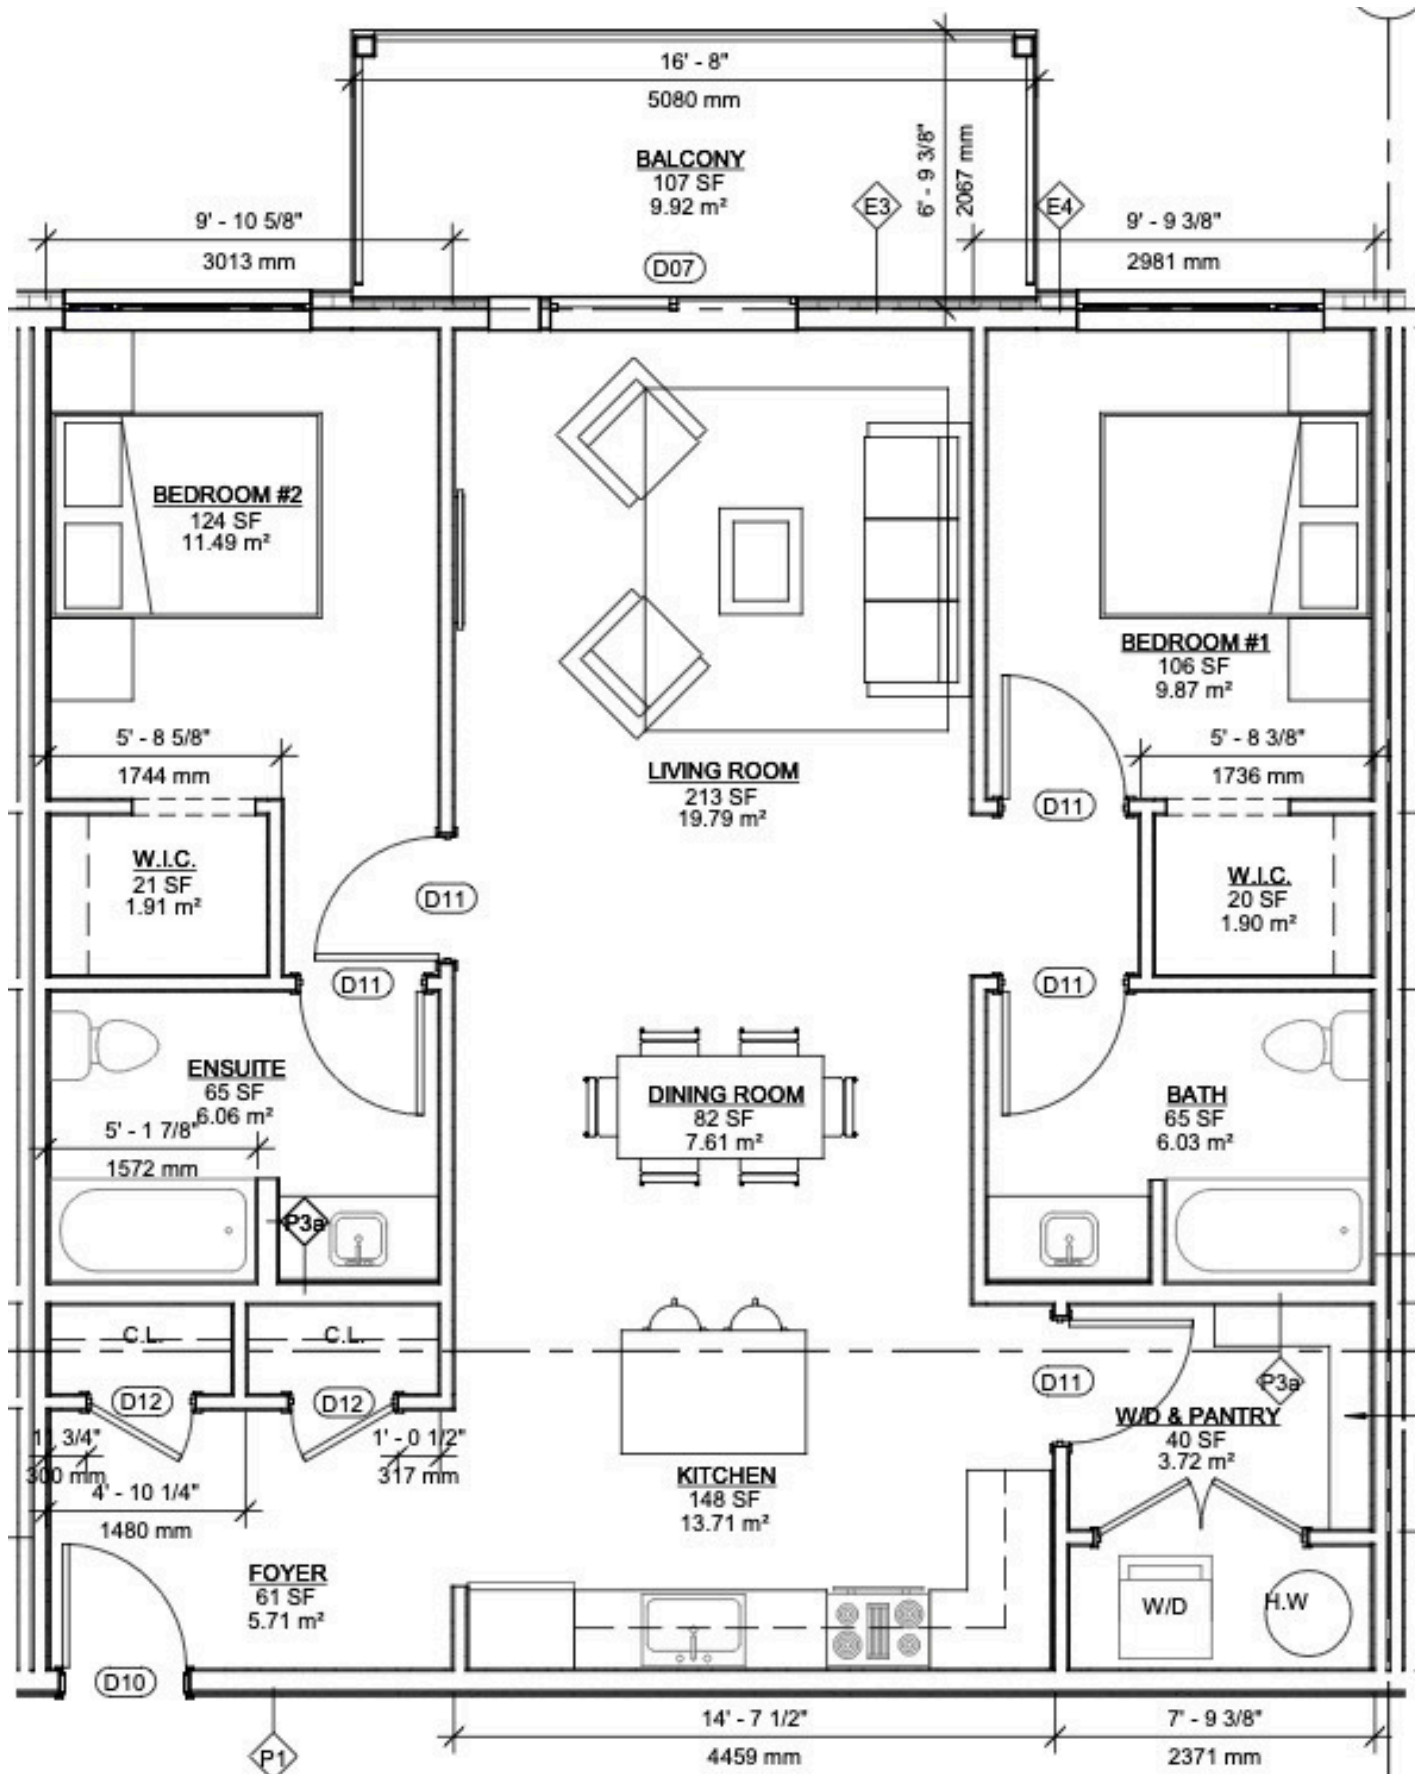 16' - 8"
5080 mm
6' - 9 3/8"
2067 mm
BALCONY
107 SF
9.92 m²
E3
E4
9' - 10 5/8"
3013 mm
9' - 9 3/8"
2981 mm
D07
BEDROOM #2
124 SF
11.49 m²
BEDROOM #1
106 SF
9.87 m²
5' - 8 5/8"
1744 mm
LIVING ROOM
213 SF
19.79 m²
5' - 8 3/8"
1736 mm
D11
W.I.C.
21 SF
1.91 m²
D11
W.I.C.
20 SF
1.90 m²
D11
D11
ENSUITE
65 SF
6.06 m²
5' - 1 7/8"
1572 mm
DINING ROOM
82 SF
7.61 m²
BATH
65 SF
6.03 m²
P3a
C.L.
C.L.
D12
D12
D11
P3a
W/D & PANTRY
40 SF
3.72 m²
1' 3/4"
300 mm
1' - 0 1/2"
317 mm
4' - 10 1/4"
1480 mm
KITCHEN
148 SF
13.71 m²
FOYER
61 SF
5.71 m²
W/D
H.W
D10
14' - 7 1/2"
4459 mm
7' - 9 3/8"
2371 mm
P1